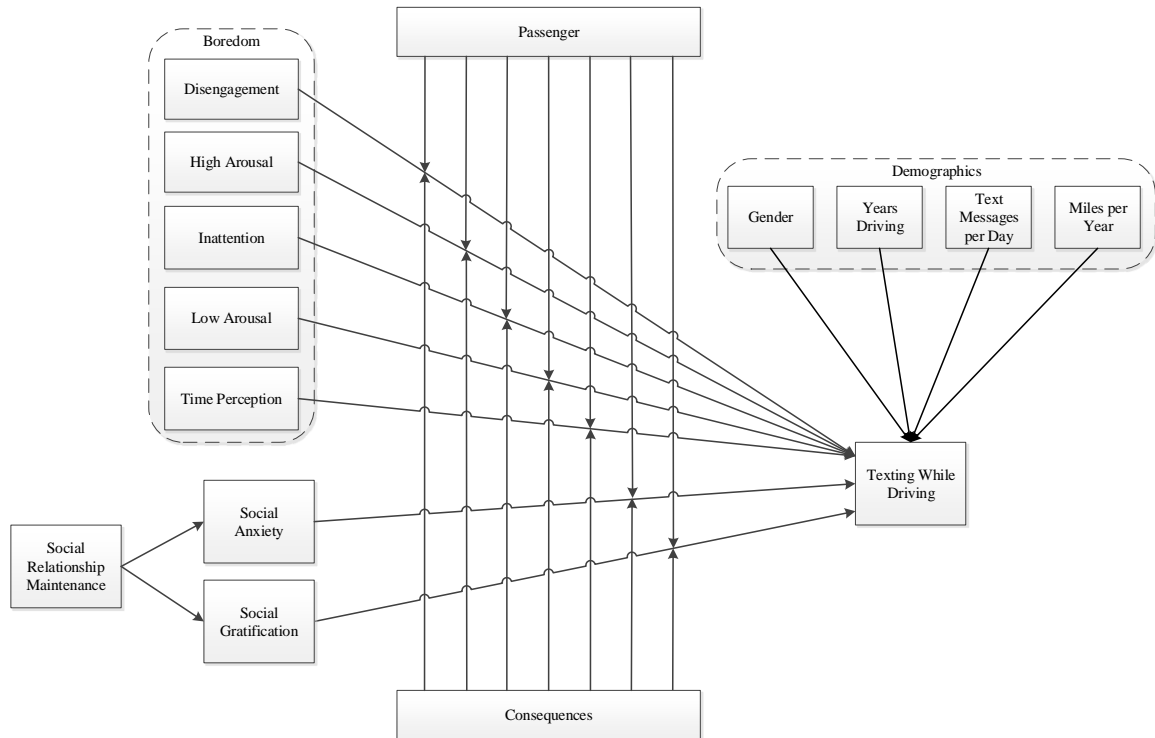 Passenger
Boredom
Disengagement
High Arousal
Inattention
Low Arousal
Time Perception
Demographics
Gender
Years
Driving
Text
Messages
per Day
Miles per
Year
Texting While
Driving
Social
Anxiety
Social
Relationship
Maintenance
Social
Gratification
Consequences